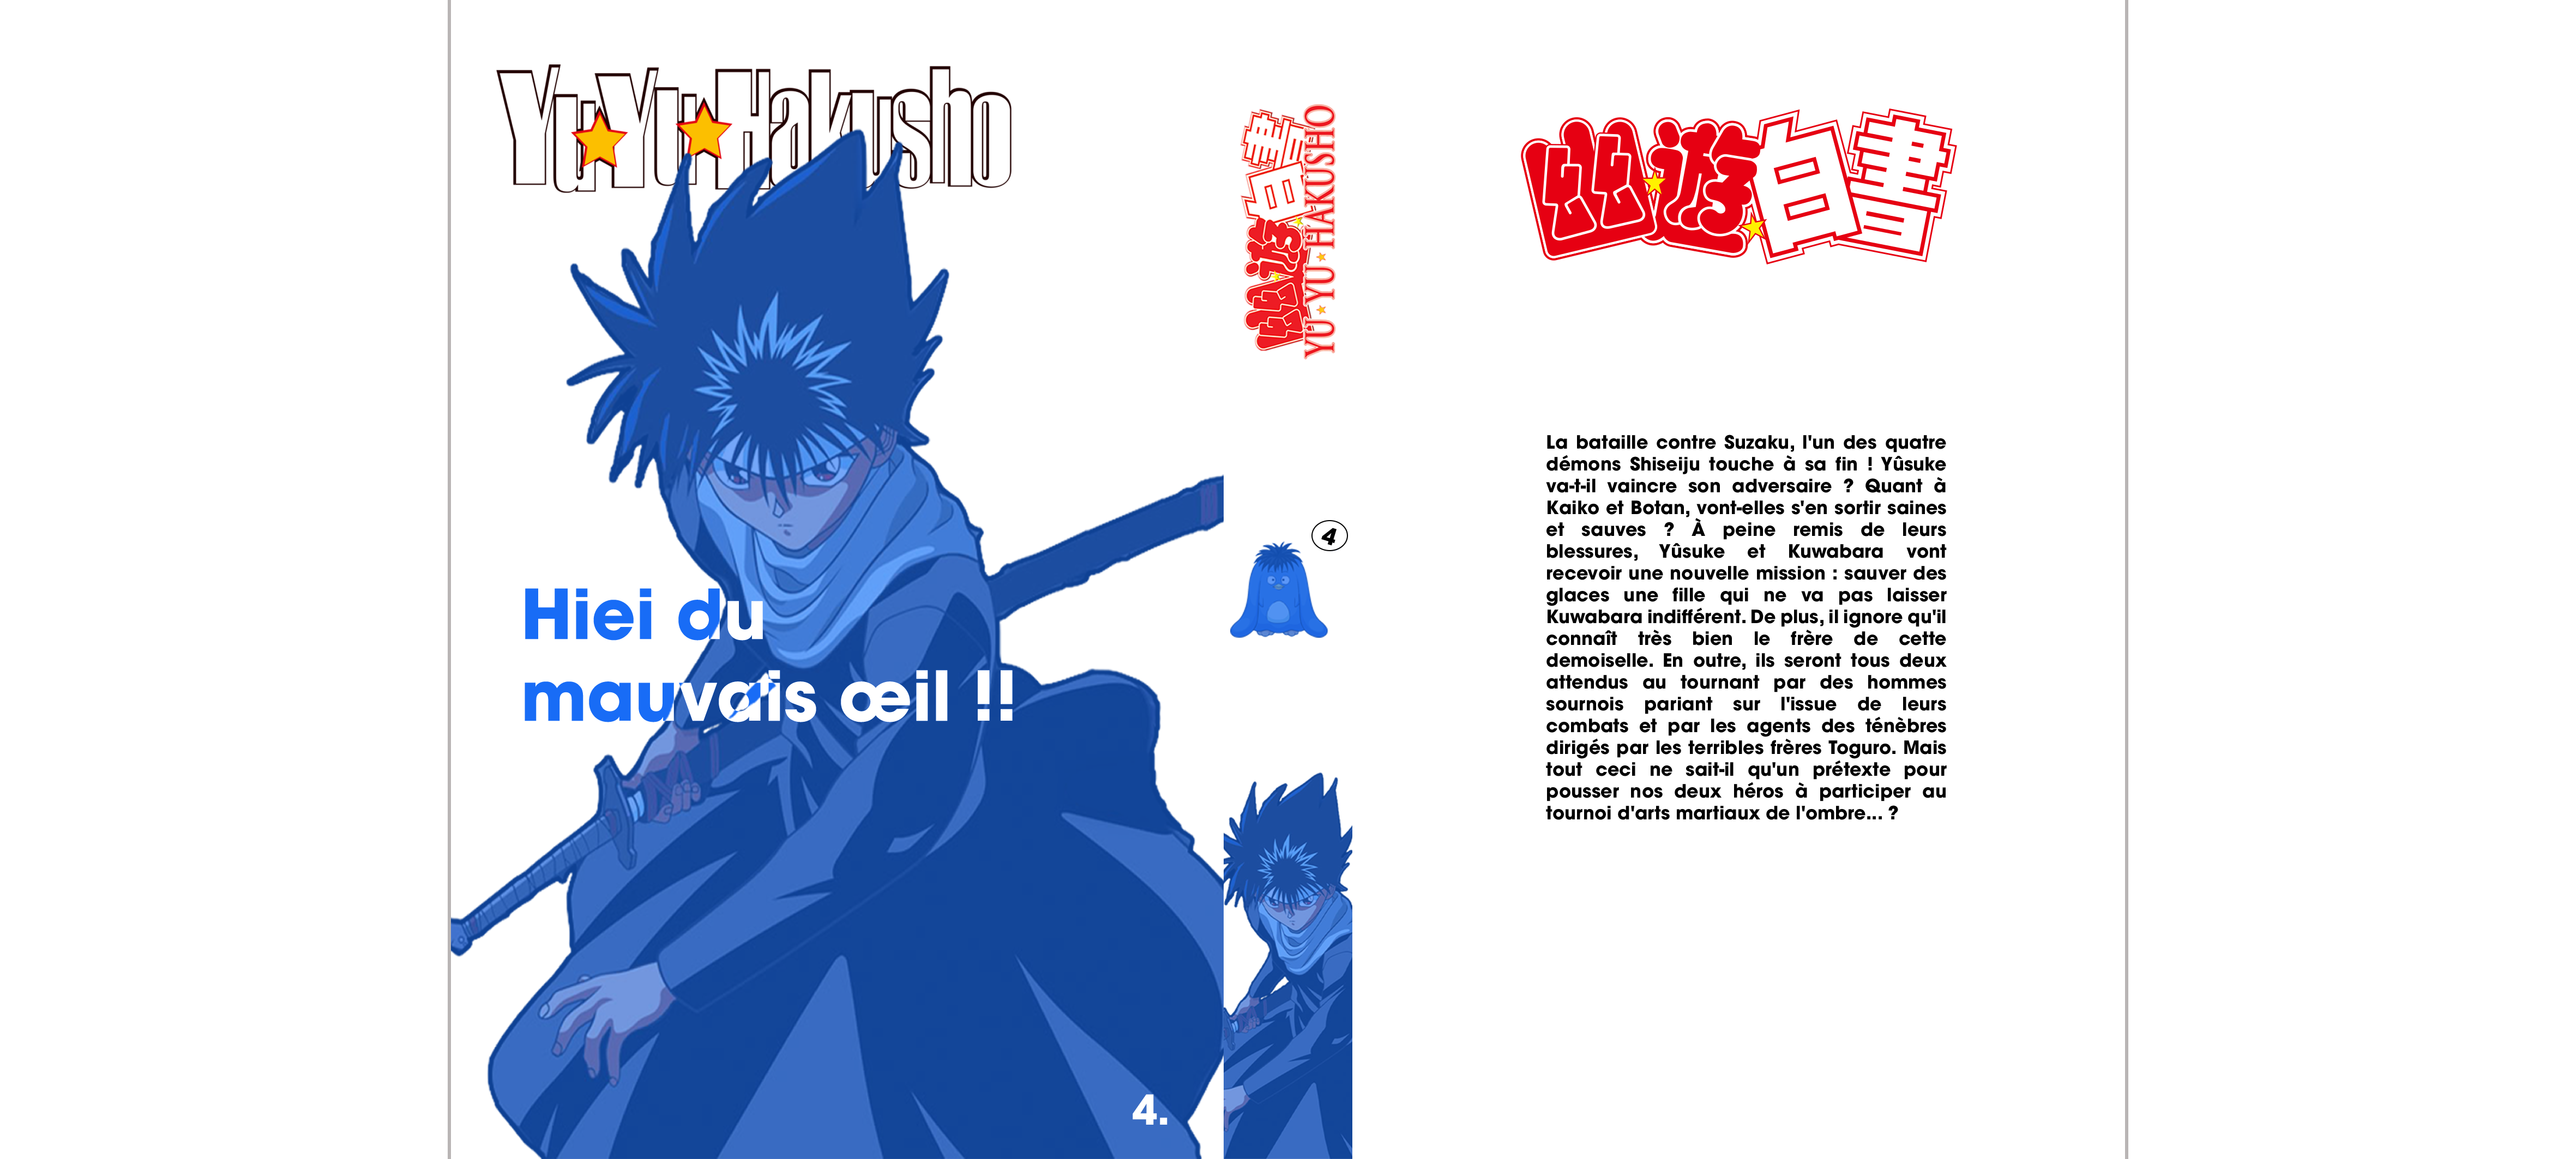 YuYu Hakusho
Hiei du
mauvais œil !!
4.
幽遊白書
YU YU HAKUSHO
4
幽遊白書
La bataille contre Suzaku, l'un des quatre
démons Shiseiju touche à sa fin ! Yûsuke
va-t-il vaincre son adversaire ? Quant à
Kaiko et Botan, vont-elles s'en sortir saines
et sauves ? À peine remis de leurs
blessures, Yûsuke et Kuwabara vont
recevoir une nouvelle mission : sauver des
glaces une fille qui ne va pas laisser
Kuwabara indifférent. De plus, il ignore qu'il
connaît très bien le frère de cette
demoiselle. En outre, ils seront tous deux
attendus au tournant par des hommes
sournois pariant sur l'issue de leurs
combats et par les agents des ténèbres
dirigés par les terribles frères Toguro. Mais
tout ceci ne sait-il qu'un prétexte pour
pousser nos deux héros à participer au
tournoi d'arts martiaux de l'ombre... ?